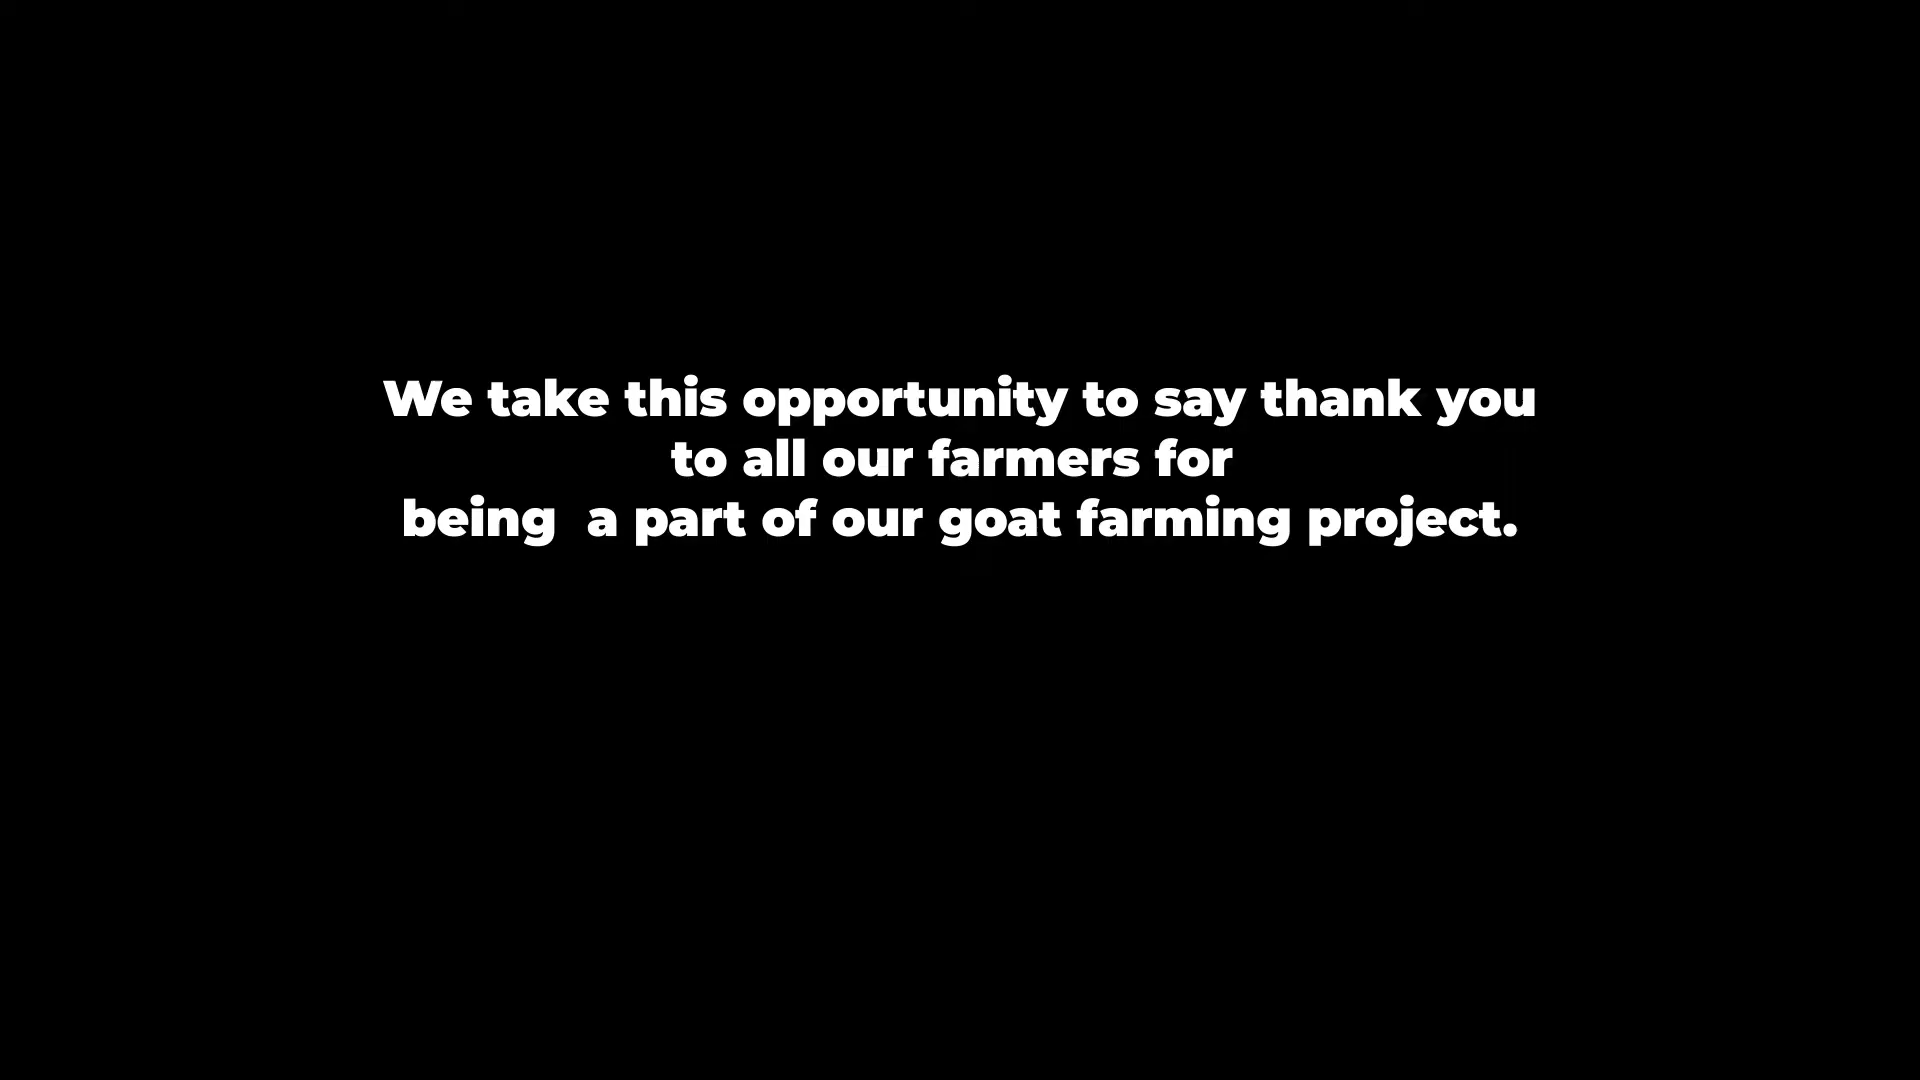 We take this opportunity to say thank you
to all our farmers for
being  a part of our goat farming project.